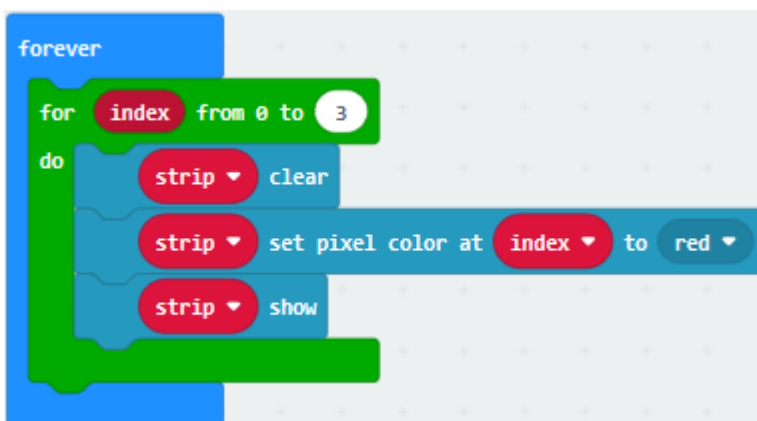 forever
for index from 0 to 3
do
strip clear
strip set pixel color at index to red
strip show